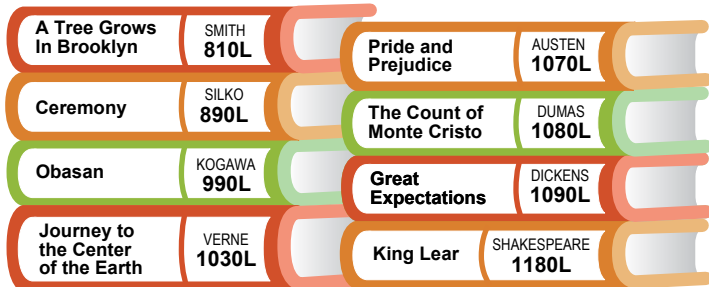 A Tree Grows
In Brooklyn
SMITH
810L
Ceremony
SILKO
890L
Obasan
KOGAWA
990L
Journey to
the Center
of the Earth
VERNE
1030L
Pride and
Prejudice
AUSTEN
1070L
The Count of
Monte Cristo
DUMAS
1080L
Great
Expectations
DICKENS
1090L
King Lear
SHAKESPEARE
1180L